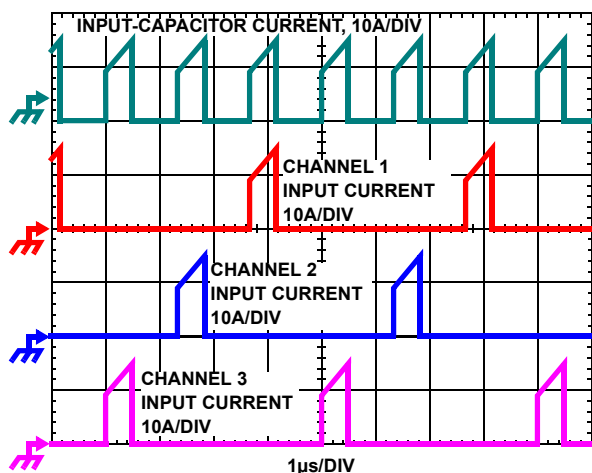 INPUT-CAPACITOR CURRENT, 10A/DIV
CHANNEL 1
INPUT CURRENT
10A/DIV
CHANNEL 2
INPUT CURRENT
10A/DIV
CHANNEL 3
INPUT CURRENT
10A/DIV
1μs/DIV